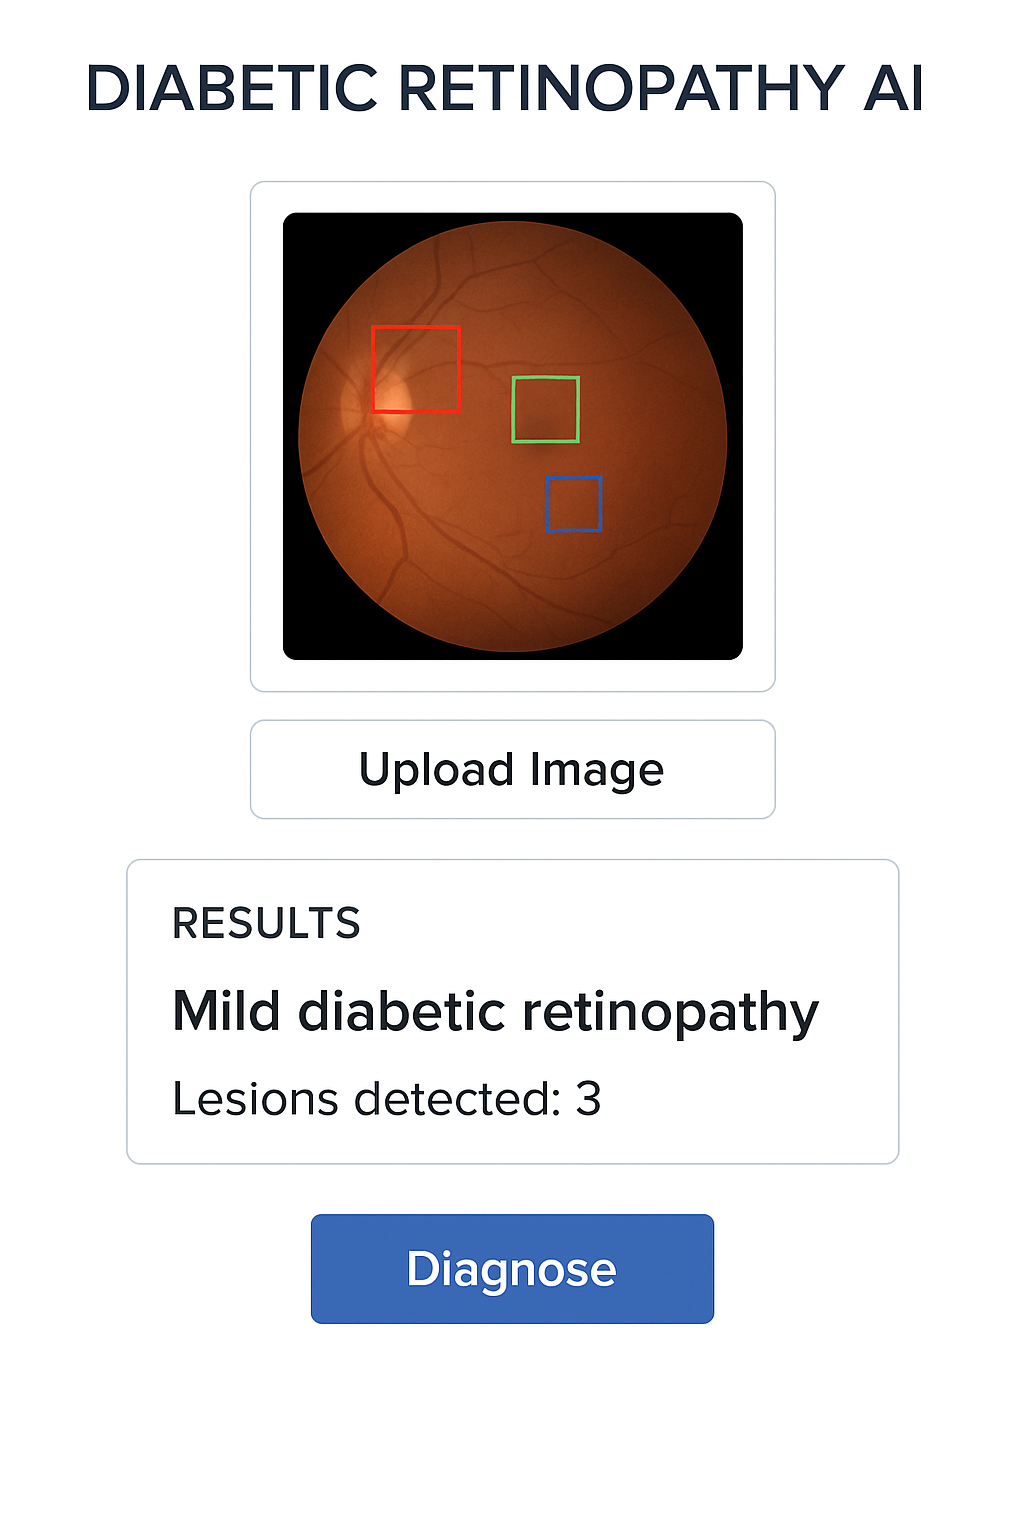 DIABETIC RETINOPATHY AI
Upload Image
RESULTS
Mild diabetic retinopathy
Lesions detected: 3
Diagnose